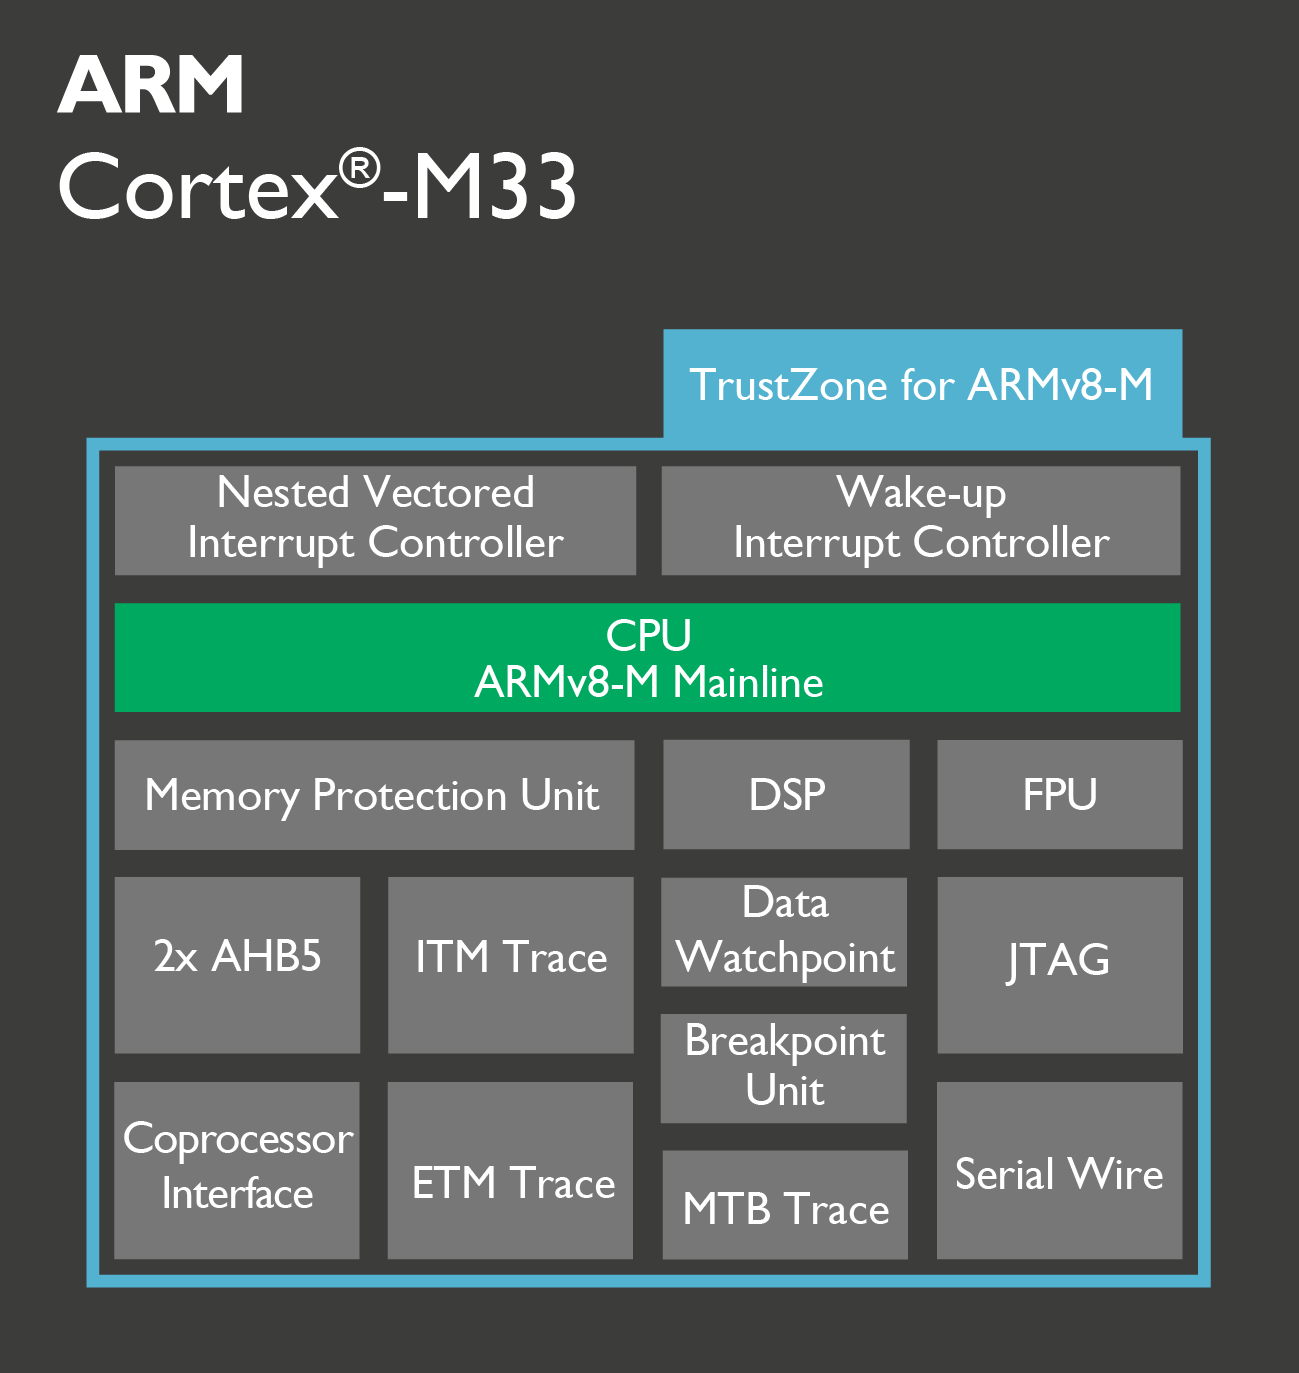 ARM
Cortex®-M33
TrustZone for ARMv8-M
Nested Vectored
Interrupt Controller
Wake-up
Interrupt Controller
CPU
ARMv8-M Mainline
Memory Protection Unit
DSP
FPU
2x AHB5
ITM Trace
Data
Watchpoint
JTAG
Breakpoint
Unit
Coprocessor
Interface
ETM Trace
MTB Trace
Serial Wire